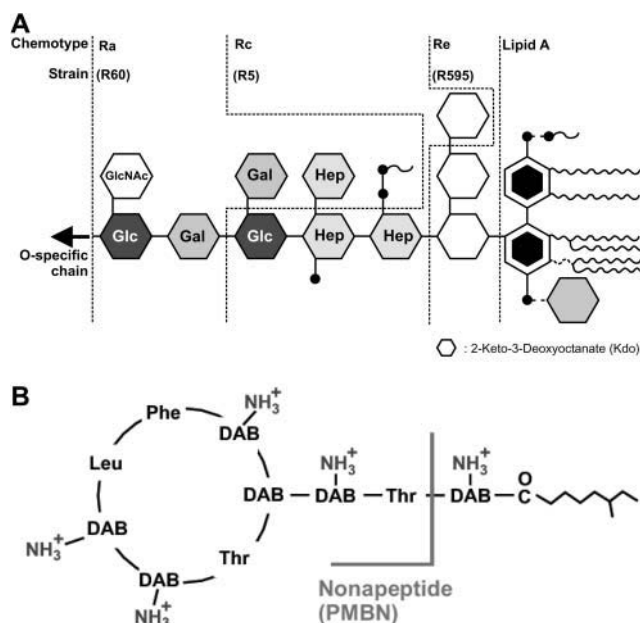 A
Chemotype Ra Rc Re Lipid A
Strain (R60) (R5) (R595)
GlcNAc Gal Hep
Glc Gal Glc Hep Hep
O-specific
chain
: 2-Keto-3-Deoxyoctanate (Kdo)
B
NH3+
Phe
DAB
NH3+ NH3+
Leu
DAB DAB Thr DAB C
O
DAB
NH3+
Thr
DAB
NH3+
Nonapeptide
(PMBN)